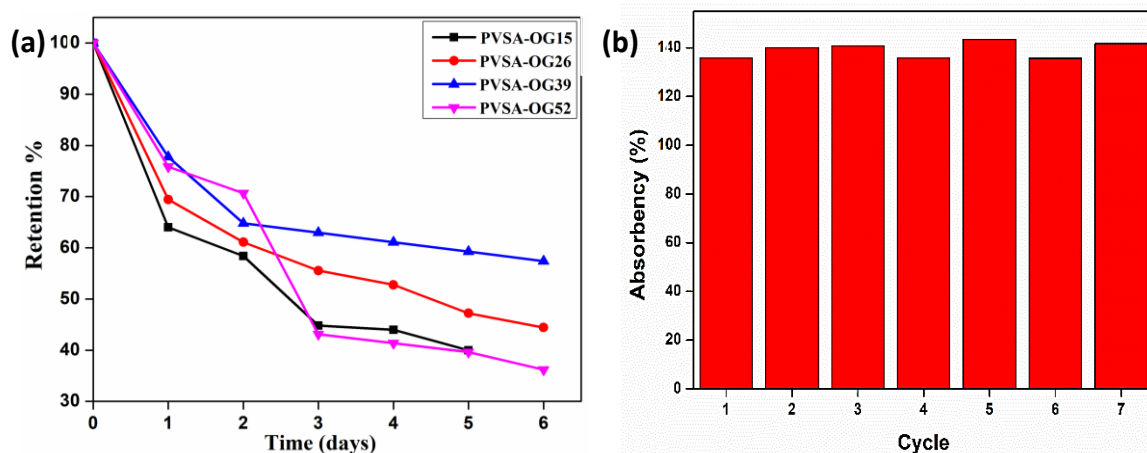 (a)
PVSA-OG15
PVSA-OG26
PVSA-OG39
PVSA-OG52
Retention %
100
90
80
70
60
50
40
30
0 1 2 3 4 5 6
Time (days)
(b)
Absorbency (%)
140
120
100
80
60
40
20
0
1 2 3 4 5 6 7
Cycle